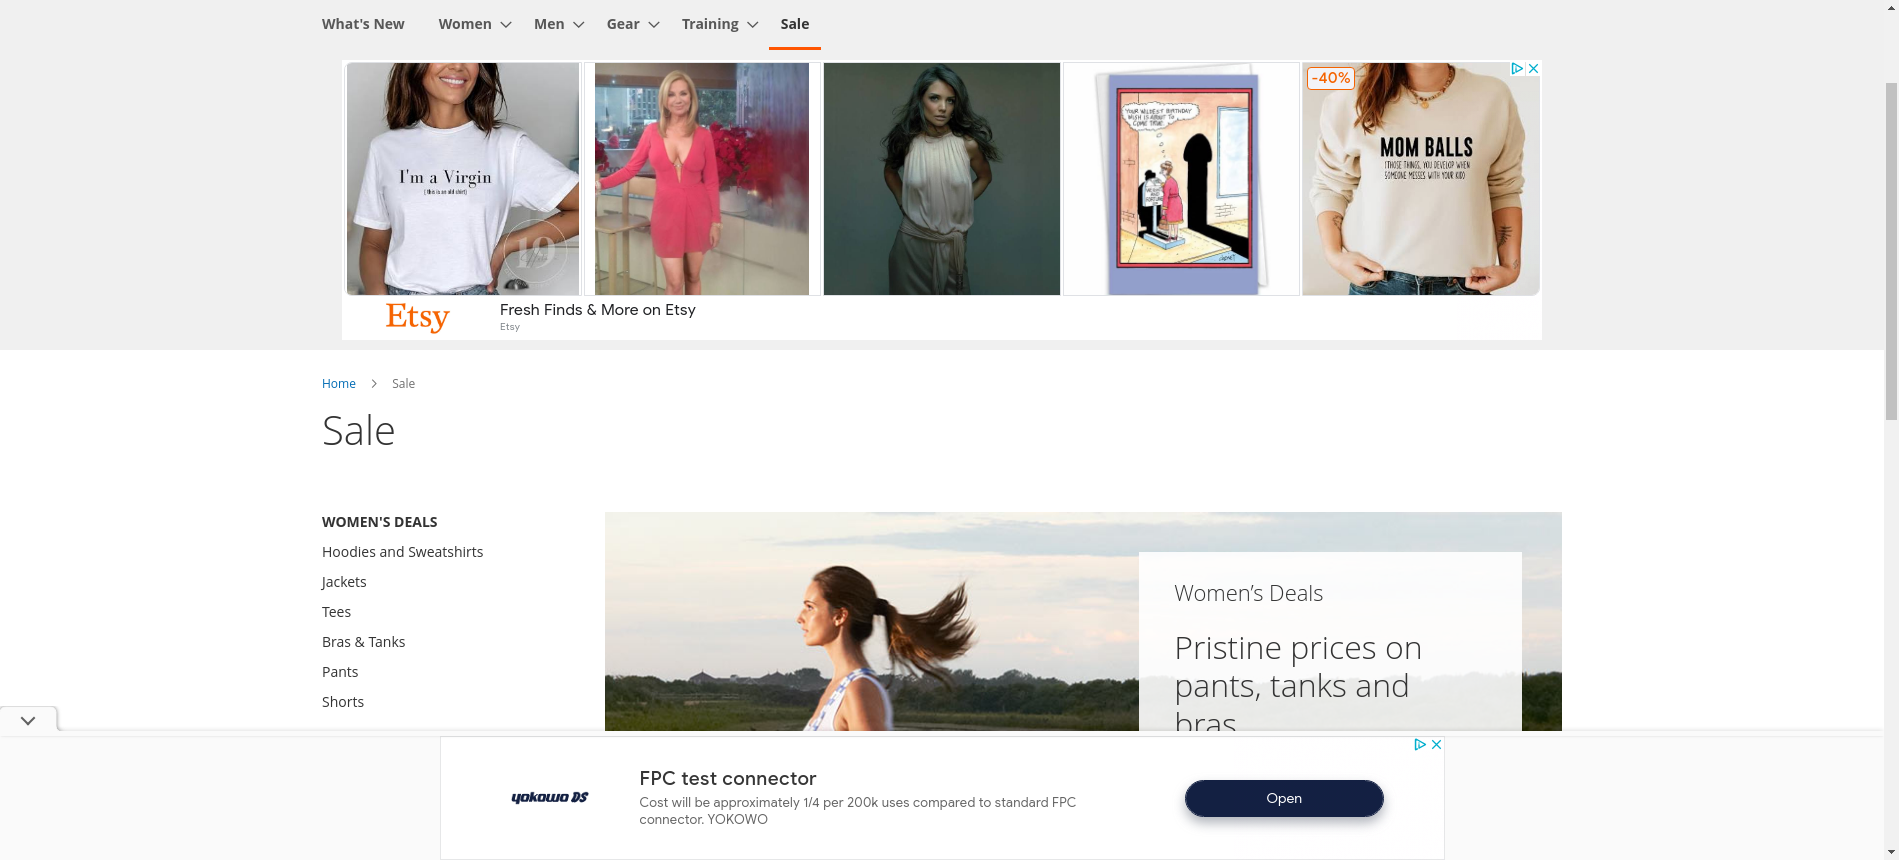 What's New
Women
Men
Gear
Training
Sale
I'm a Virgin
( this is an old shirt)
19
YOUR WILDEST BIRTHDAY
WISH IS ABOUT TO
COME TRUE.
-40%
MOM BALLS
(THOSE THINGS, YOU DEVELOP WHEN
SOMEONE MESSES WITH YOUR KID)
Etsy
Fresh Finds & More on Etsy
Etsy
Home
Sale
Sale
WOMEN'S DEALS
Hoodies and Sweatshirts
Jackets
Tees
Bras & Tanks
Pants
Shorts
Women’s Deals
Pristine prices on
pants, tanks and
bras
yokowo DS
FPC test connector
Cost will be approximately 1/4 per 200k uses compared to standard FPC
connector. YOKOWO
Open